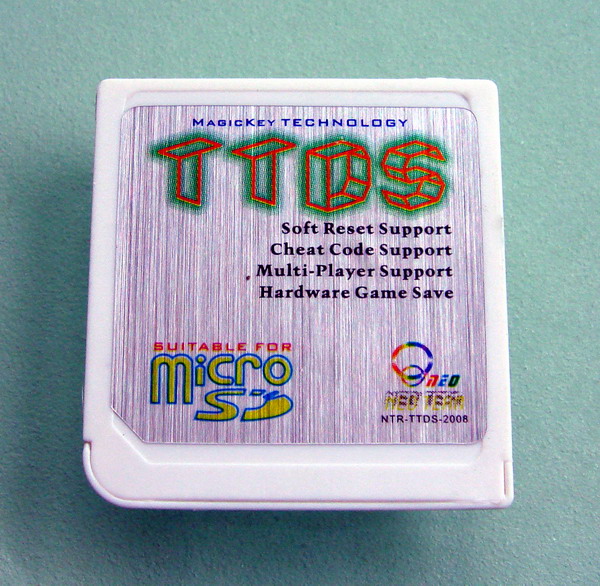 MAGICKEY TECHNOLOGY
TTDS
Soft Reset Support
Cheat Code Support
Multi-Player Support
Hardware Game Save
SUITABLE FOR
Micro
SD
NEO
NEO TEAM
NTR-TTDS-2008